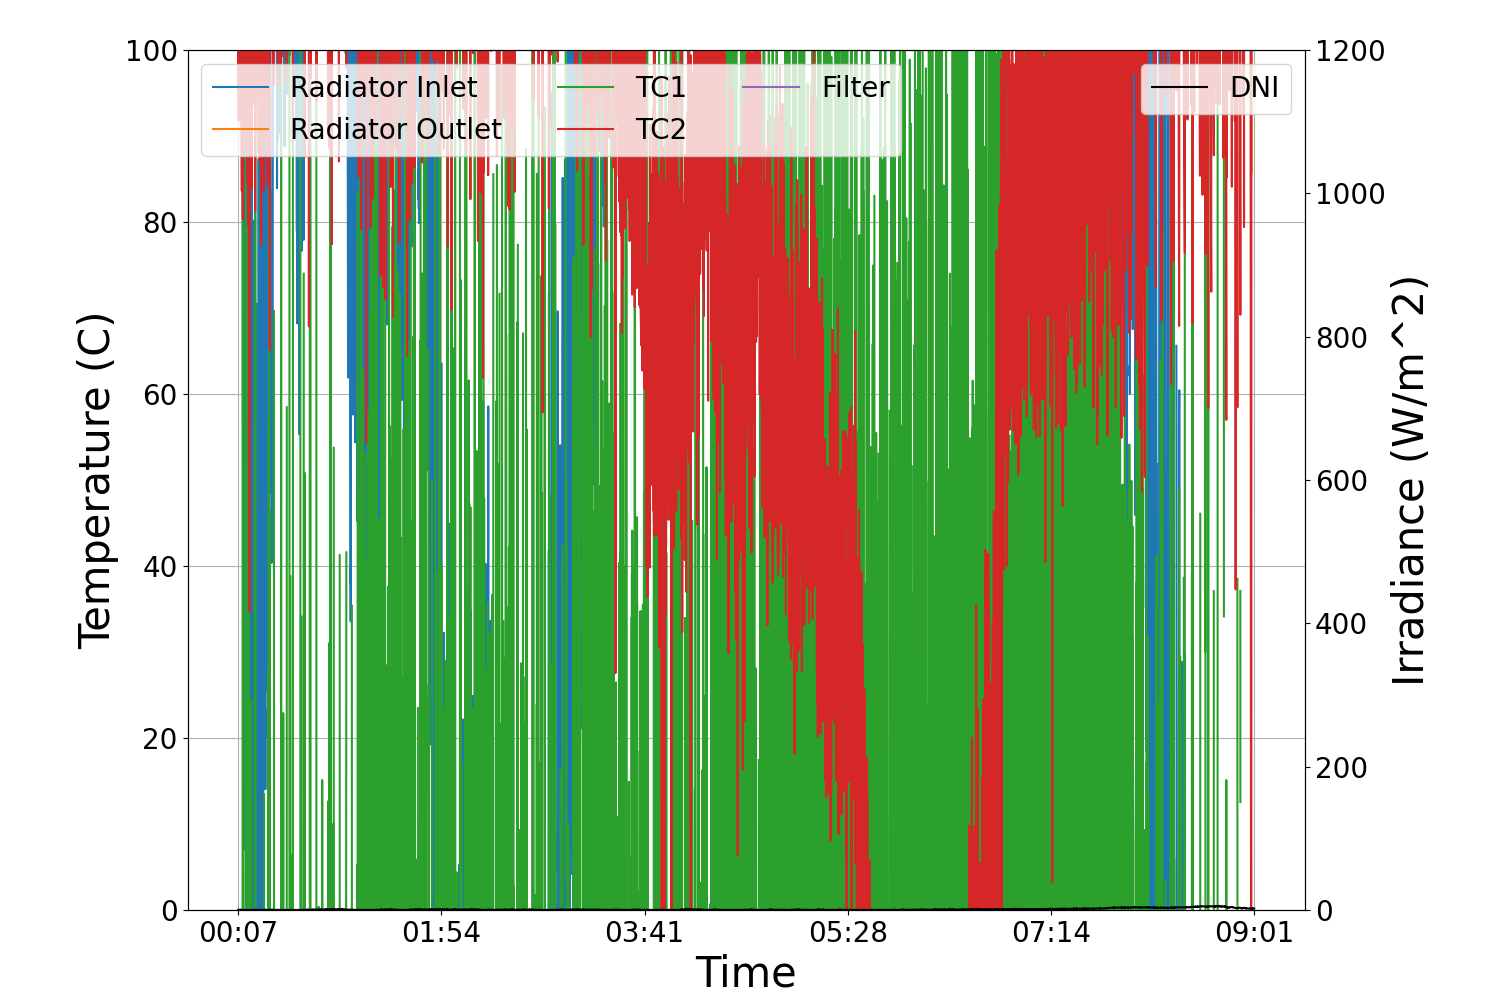 100
80
60
40
20
0
Temperature (C)
Radiator Inlet
Radiator Outlet
TC1
TC2
Filter
DNI
1200
1000
800
600
400
200
0
Irradiance (W/m^2)
00:07 01:54 03:41 05:28 07:14 09:01
Time